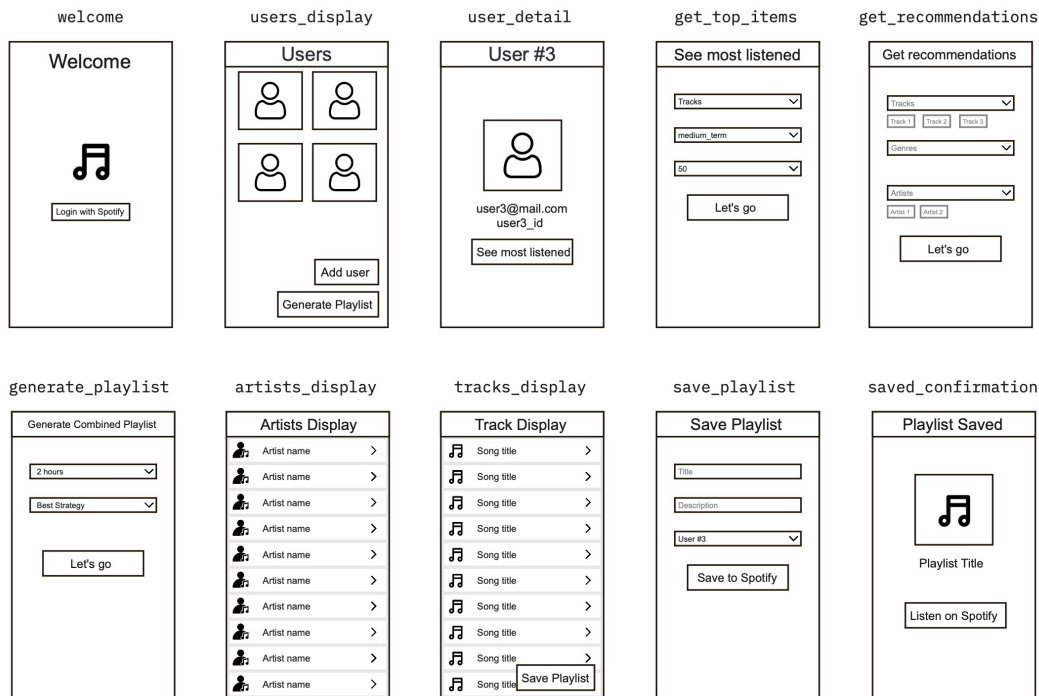 welcome
users_display
user_detail
get_top_items
get_recommendations
Welcome
Login with Spotify
Users
Add user
Generate Playlist
User #3
user3@mail.com
user3_id
See most listened
See most listened
Tracks
medium_term
50
Let's go
Get recommendations
Tracks
Track 1
Track 2
Track 3
Genres
Artists
Artist 1
Artist 2
Let's go
generate_playlist
artists_display
tracks_display
save_playlist
saved_confirmation
Generate Combined Playlist
2 hours
Best Strategy
Let's go
Artists Display
Artist name
Artist name
Artist name
Artist name
Artist name
Artist name
Artist name
Artist name
Artist name
Artist name
Track Display
Song title
Song title
Song title
Song title
Song title
Song title
Song title
Song title
Song title
Song title
Save Playlist
Save Playlist
Title
Description
User #3
Save to Spotify
Playlist Saved
Playlist Title
Listen on Spotify